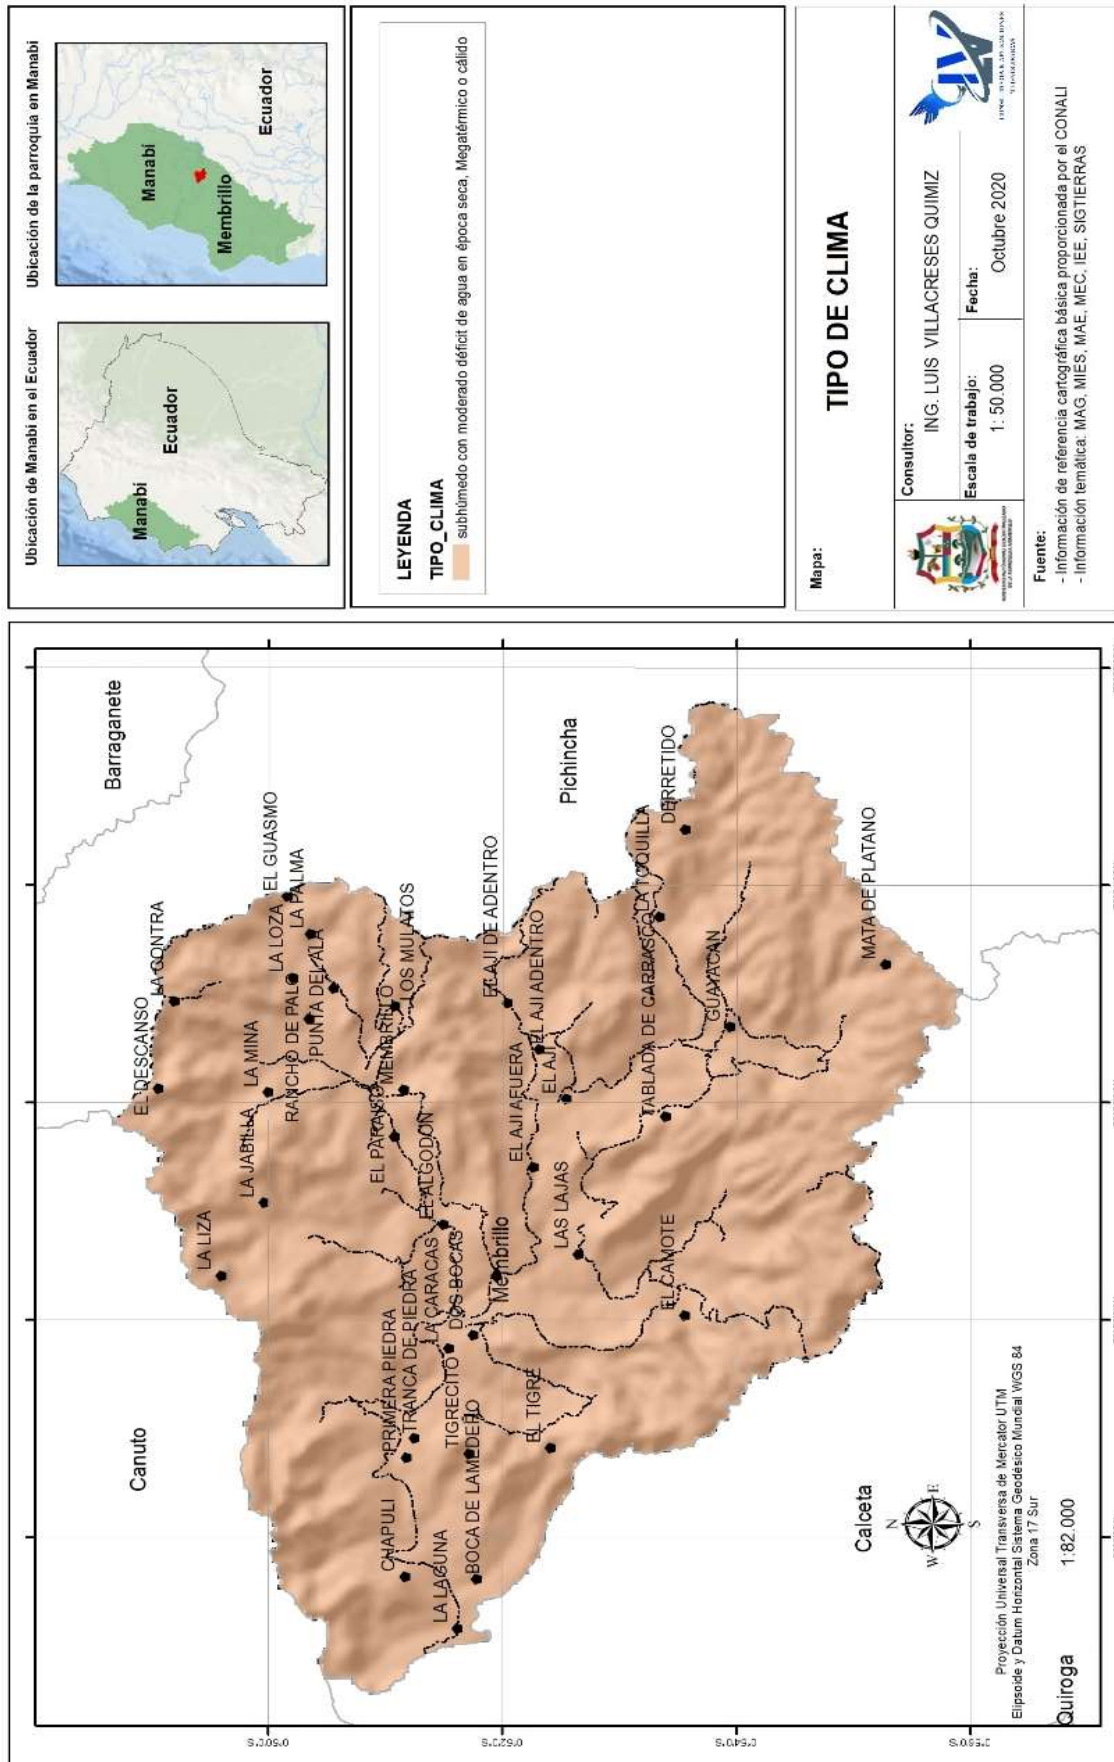 Ubicación de Manabi en el Ecuador
Manabí
Ecuador
Ubicación de la parroquia en Manabi
Manabí
Membrillo
Ecuador
LEYENDA
TIPO_CLIMA
subhúmedo con moderado déficit de agua en época seca, Megatérmico o cálido
Mapa:
TIPO DE CLIMA
Consultor:
ING. LUIS VILLACRESES QUIMIZ
Escala de trabajo:
1: 50.000
Fecha:
Octubre 2020
Fuente:
- Información de referencia cartográfica básica proporcionada por el CONALI
- Información temática: MAG, MIES, MAE, MEC, IEE, SIGTIERRAS
Barraganete
Canuto
Pichincha
Calceta
Quiroga
EL DESCANSO
LA CONTRA
LA LIZA
LA JABILLA
LA MINA
LA LOZA
EL GUASMO
RANCHO DE PALO
LA PALMA
PUNTA DEL ALA
EL PARAISO
MEMBRILLO
LOS MULATOS
CHAPULI
PRIMERA PIEDRA
TRANCA DE PIEDRA
EL ALGODON
LA CARACAS
LA LAGUNA
TIGRECITO
DOS BOCAS
BOCA DE LAMEDERO
Membrillo
EL AJI DE ADENTRO
EL AJI AFUERA
EL AJI ADENTRO
EL AJI
EL TIGRE
LAS LAJAS
TABLADA DE CARRASCO
LA TOQUILLA
DERRETIDO
EL CAMOTE
GUAYACAN
MATA DE PLATANO
N
W
E
S
Proyección Universal Transversa de Mercator UTM
Elipsoide y Datum Horizontal Sistema Geodésico Mundial WGS 84
Zona 17 Sur
1:82.000